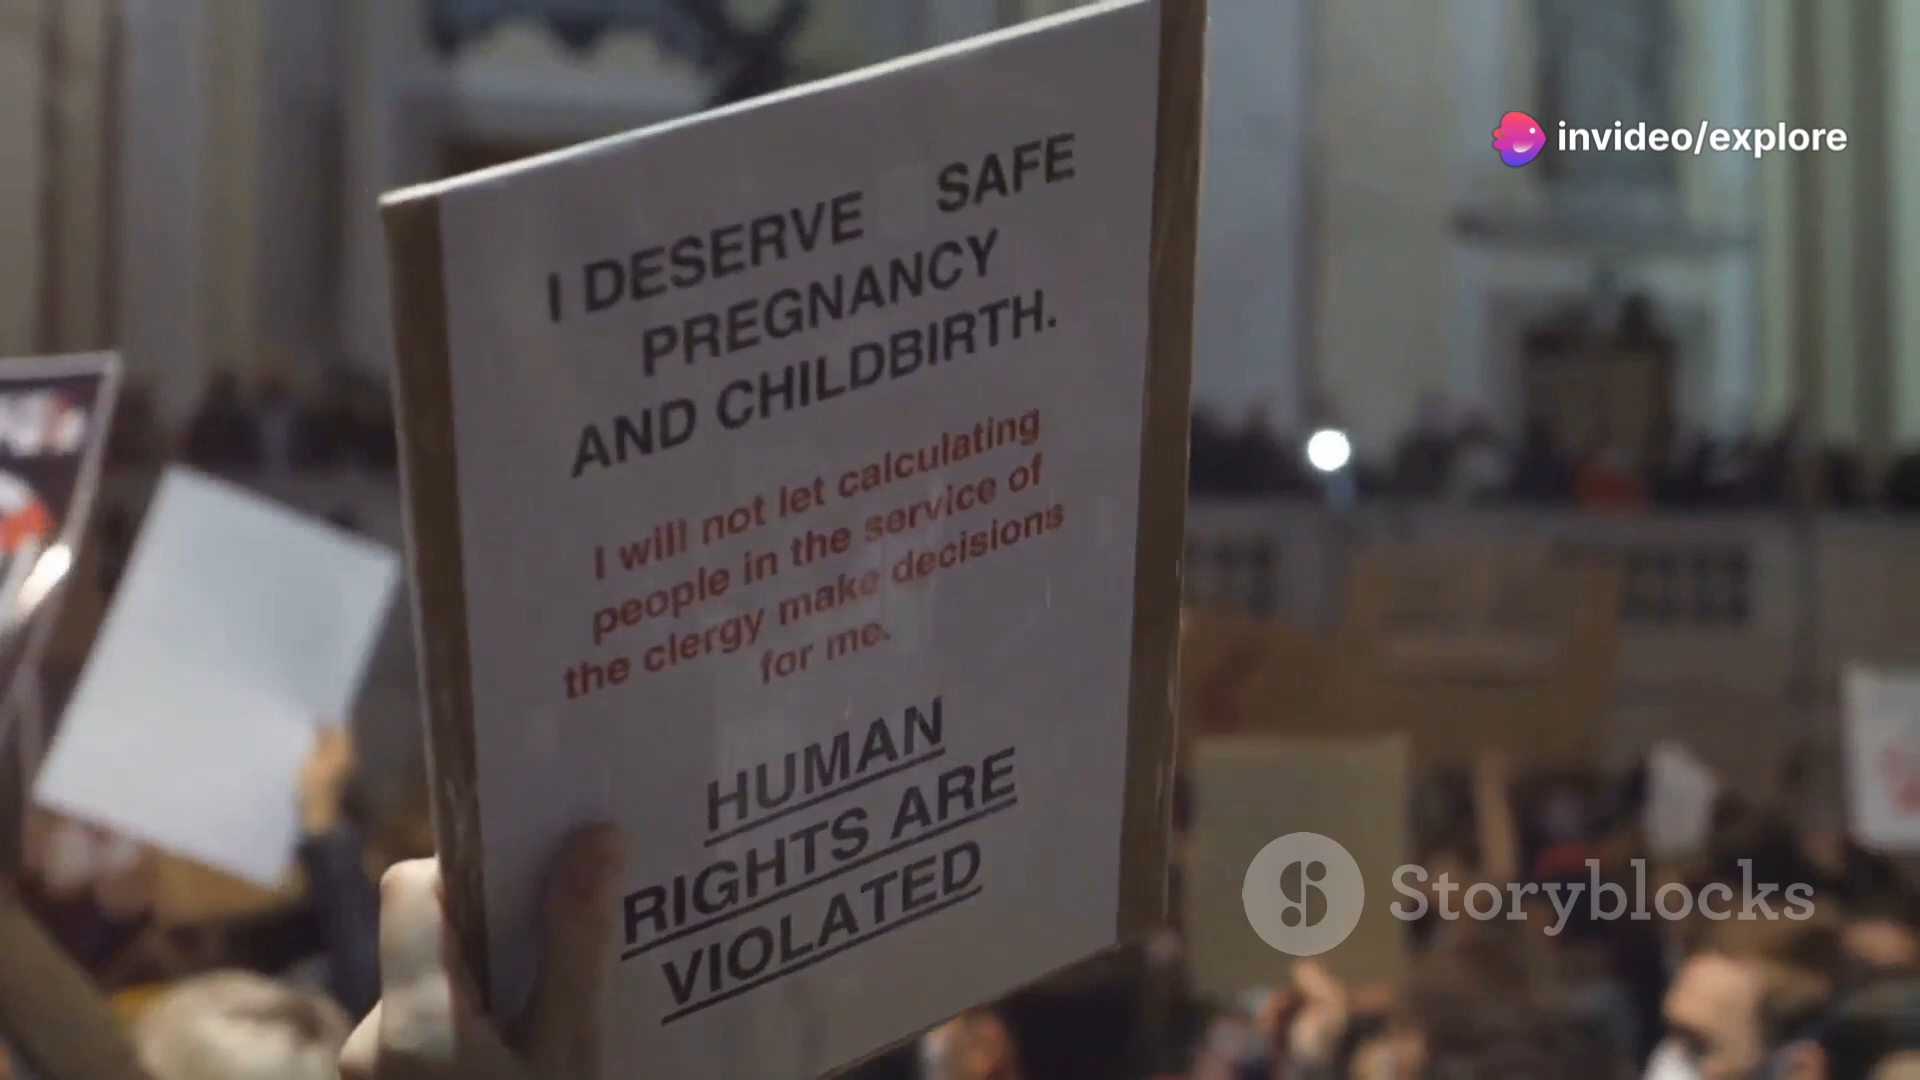 invideo/explore
I DESERVE SAFE
PREGNANCY
AND CHILDBIRTH.
I will not let calculating
people in the service of
the clergy make decisions
for me.
HUMAN
RIGHTS ARE
VIOLATED
Storyblocks